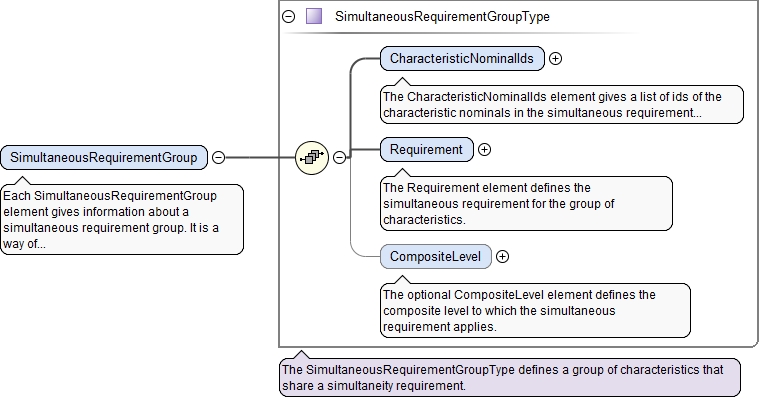 SimultaneousRequirementGroupType
CharacteristicNominalIds
The CharacteristicNominalIds element gives a list of ids of the
characteristic nominals in the simultaneous requirement...
SimultaneousRequirementGroup
Each SimultaneousRequirementGroup
element gives information about a
simultaneous requirement group. It is a
way of...
Requirement
The Requirement element defines the
simultaneous requirement for the group of
characteristics.
CompositeLevel
The optional CompositeLevel element defines the
composite level to which the simultaneous
requirement applies.
The SimultaneousRequirementGroupType defines a group of characteristics that
share a simultaneity requirement.